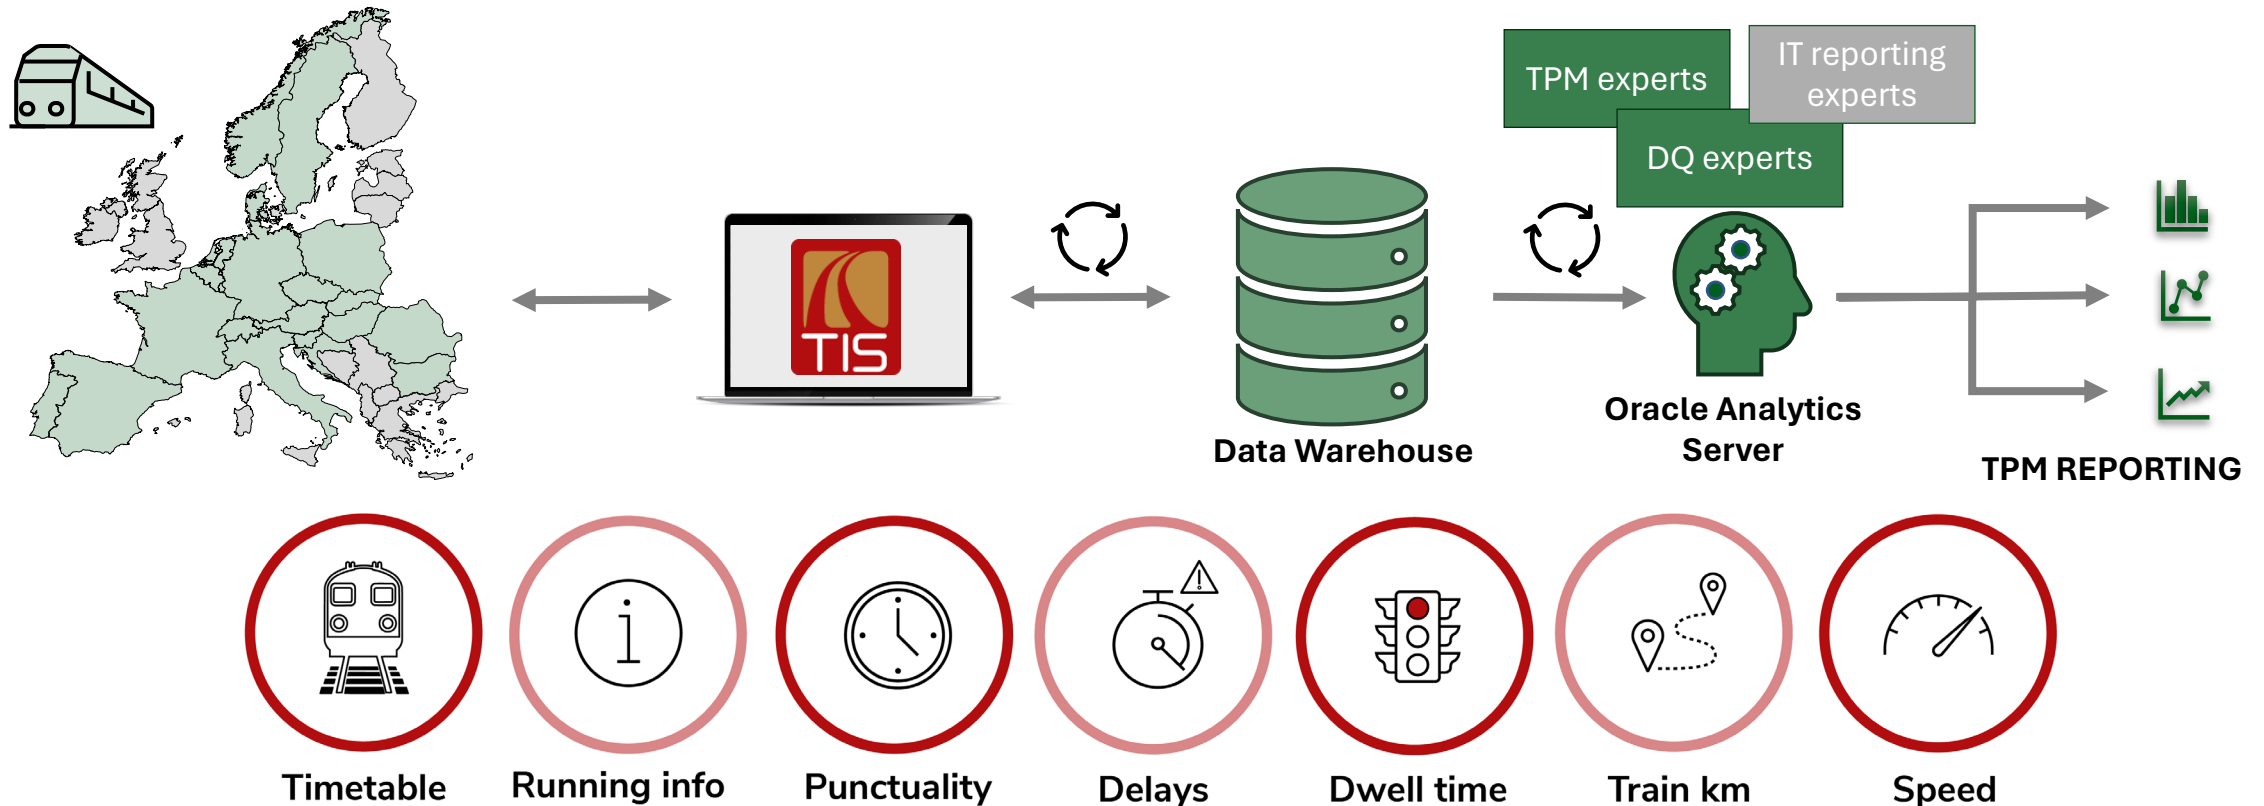 TPM experts
IT reporting
experts
DQ experts
TIS
Data Warehouse
Oracle Analytics
Server
TPM REPORTING
Timetable
Running info
Punctuality
Delays
Dwell time
Train km
Speed